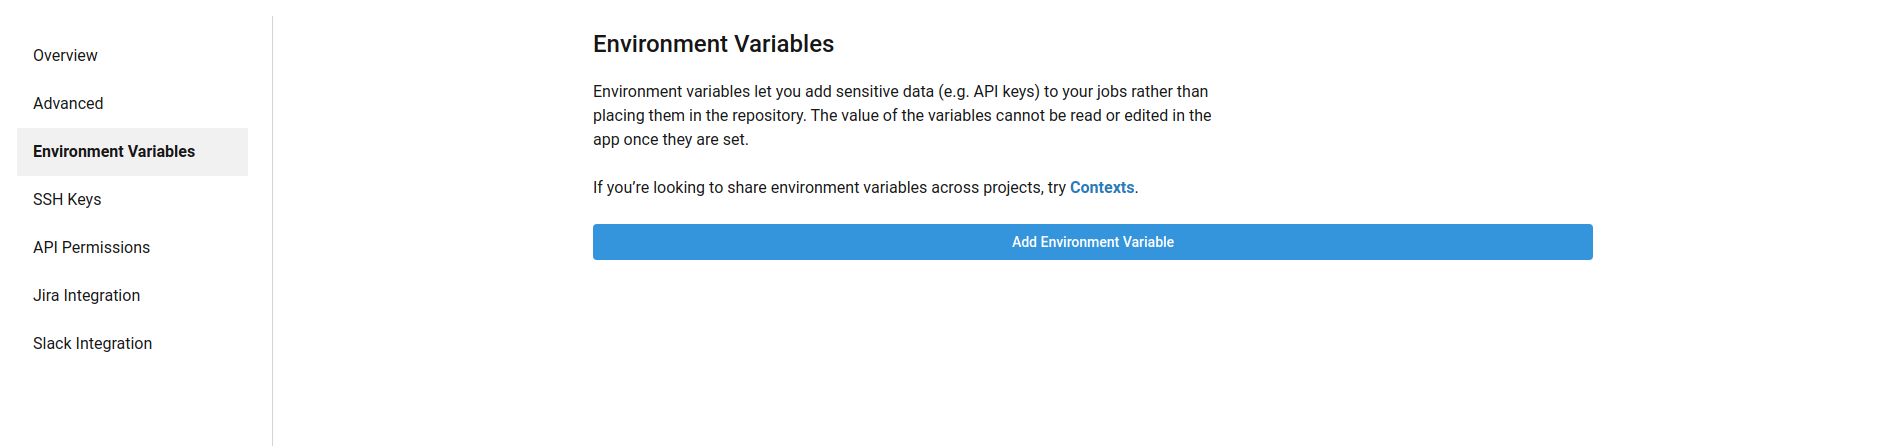 Overview
Advanced
Environment Variables
SSH Keys
API Permissions
Jira Integration
Slack Integration
Environment Variables
Environment variables let you add sensitive data (e.g. API keys) to your jobs rather than
placing them in the repository. The value of the variables cannot be read or edited in the
app once they are set.
If you’re looking to share environment variables across projects, try Contexts.
Add Environment Variable